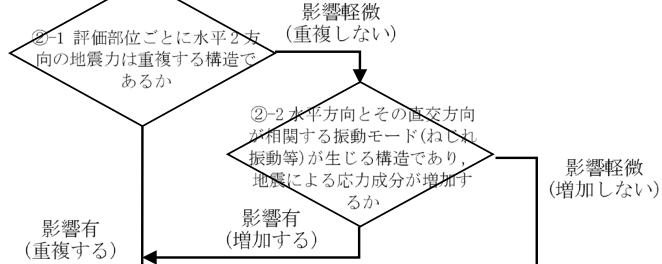 影響軽微
(重複しない)
②-1 評価部位ごとに水平2方
向の地震力は重複する構造で
あるか
②-2 水平方向とその直交方向
が相関する振動モード(ねじれ
振動等)が生じる構造であり,
地震による応力成分が増加す
るか
影響軽微
(増加しない)
影響有
(増加する)
影響有
(重複する)